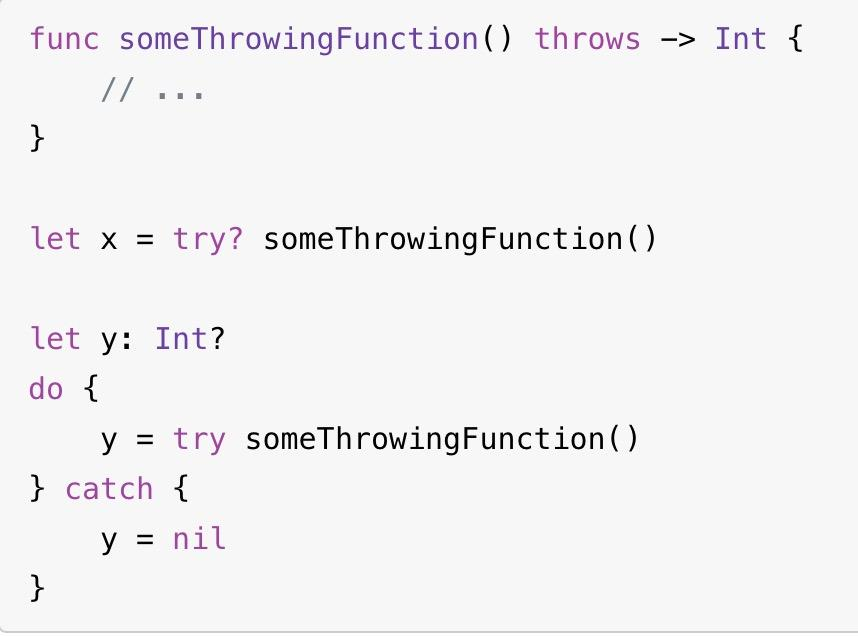 func someThrowingFunction() throws -> Int {
    // ...
}

let x = try? someThrowingFunction()

let y: Int?
do {
    y = try someThrowingFunction()
} catch {
    y = nil
}